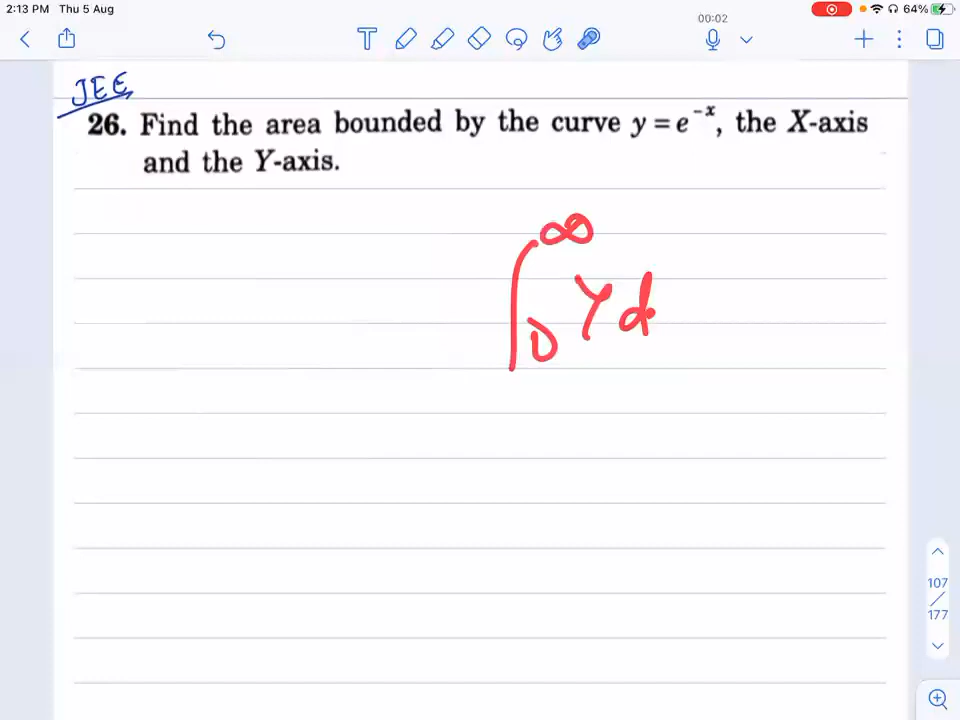 2:13 PM Thu 5 Aug
00:02
64%
JEE
26. Find the area bounded by the curve y = e^{-x}, the X-axis
and the Y-axis.
∫_0^∞ y d
107
/
177